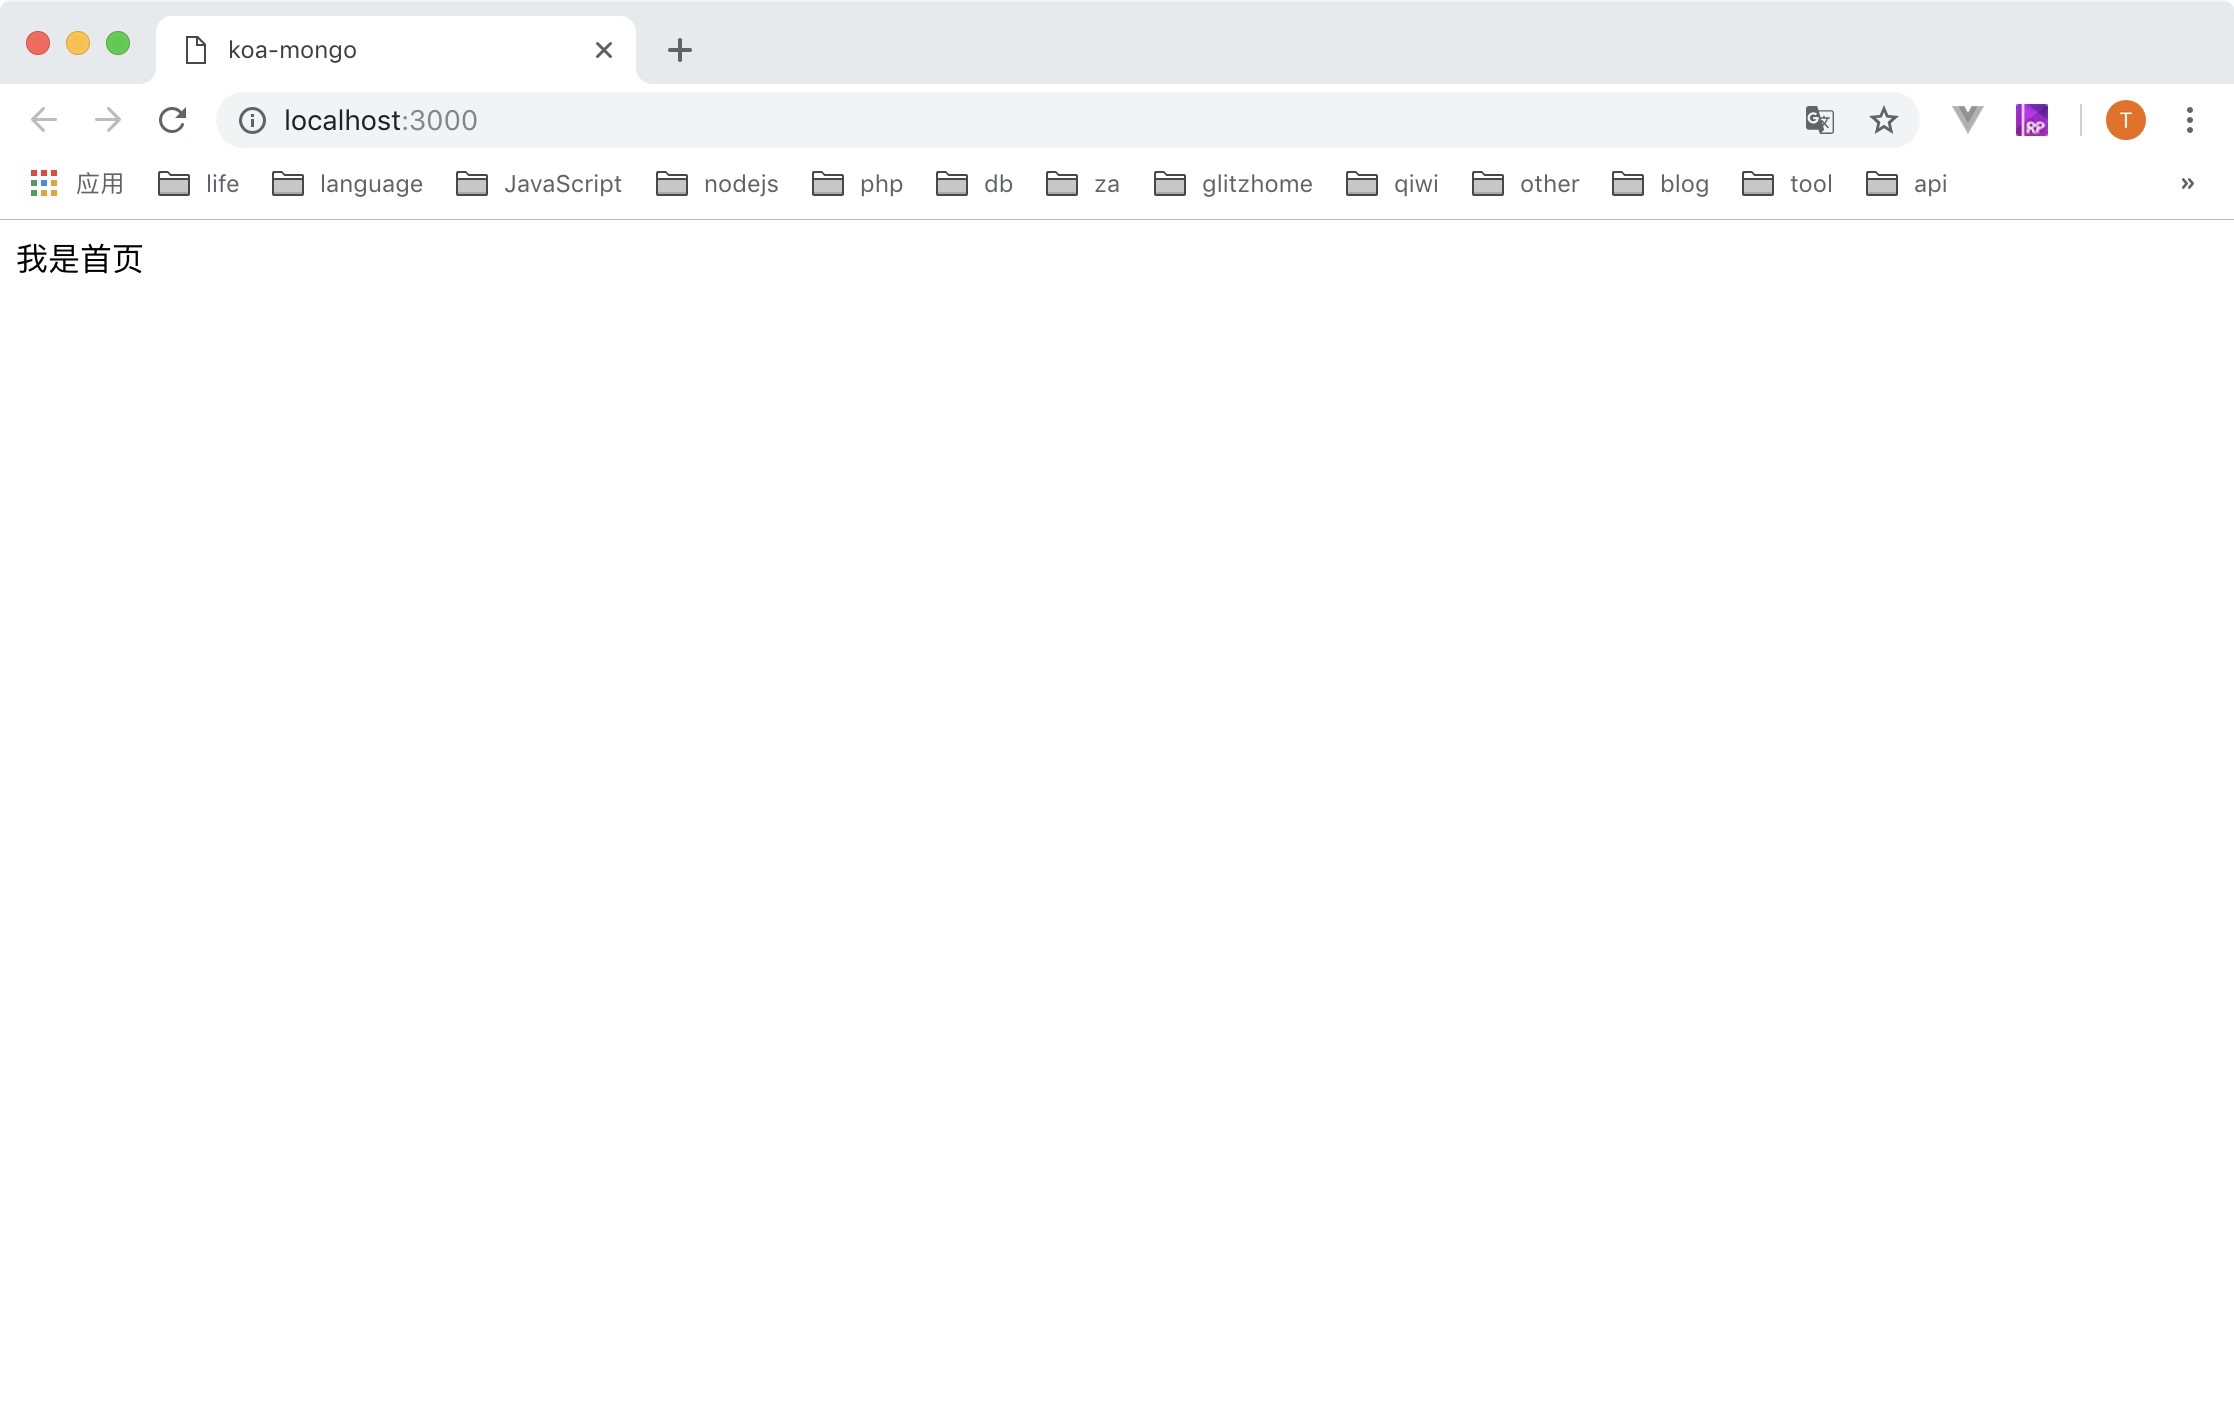 koa-mongo
localhost:3000
T
应用 life language JavaScript nodejs php db za glitzhome qiwi other blog tool api »
我是首页